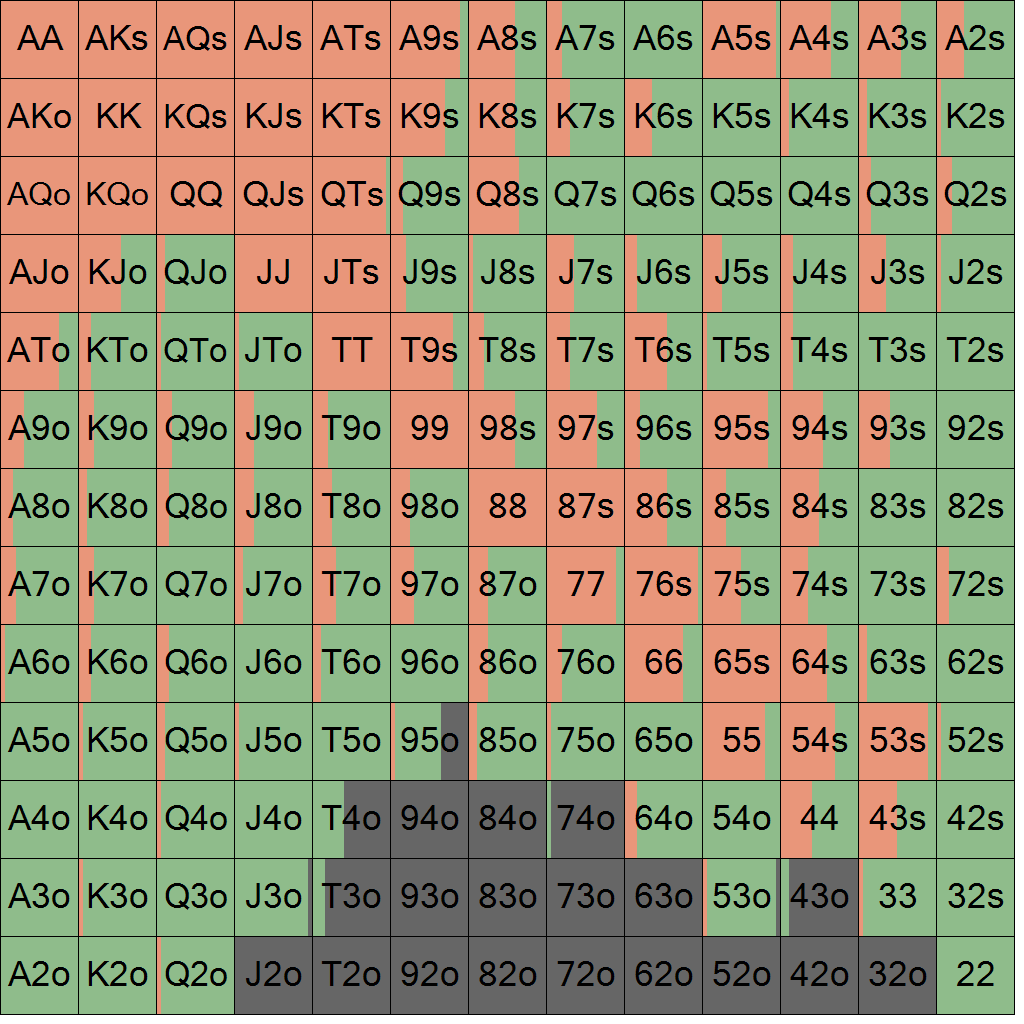 AA AKs AQs AJs ATs A9s A8s A7s A6s A5s A4s A3s A2s
AKo KK KQs KJs KTs K9s K8s K7s K6s K5s K4s K3s K2s
AQo KQo QQ QJs QTs Q9s Q8s Q7s Q6s Q5s Q4s Q3s Q2s
AJo KJo QJo JJ JTs J9s J8s J7s J6s J5s J4s J3s J2s
ATo KTo QTo JTo TT T9s T8s T7s T6s T5s T4s T3s T2s
A9o K9o Q9o J9o T9o 99 98s 97s 96s 95s 94s 93s 92s
A8o K8o Q8o J8o T8o 98o 88 87s 86s 85s 84s 83s 82s
A7o K7o Q7o J7o T7o 97o 87o 77 76s 75s 74s 73s 72s
A6o K6o Q6o J6o T6o 96o 86o 76o 66 65s 64s 63s 62s
A5o K5o Q5o J5o T5o 95o 85o 75o 65o 55 54s 53s 52s
A4o K4o Q4o J4o T4o 94o 84o 74o 64o 54o 44 43s 42s
A3o K3o Q3o J3o T3o 93o 83o 73o 63o 53o 43o 33 32s
A2o K2o Q2o J2o T2o 92o 82o 72o 62o 52o 42o 32o 22